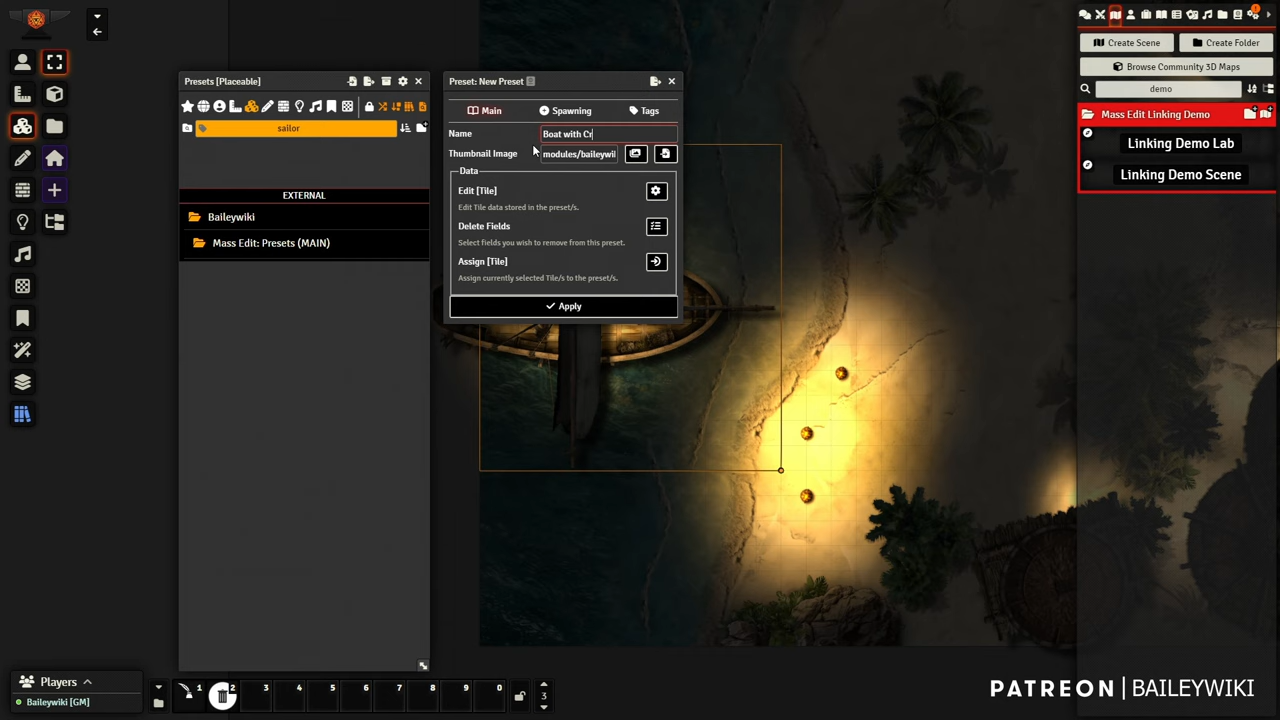 Presets [Placeable]
sailor
EXTERNAL
Baileywiki
Mass Edit: Presets (MAIN)
Preset: New Preset
Main
Spawning
Tags
Name
Boat with Cr
Thumbnail Image
modules/baileywil
Data
Edit [Tile]
Edit Tile data stored in the preset/s.
Delete Fields
Select fields you wish to remove from this preset.
Assign [Tile]
Assign currently selected Tile/s to the preset/s.
Apply
Create Scene
Create Folder
Browse Community 3D Maps
demo
Mass Edit Linking Demo
Linking Demo Lab
Linking Demo Scene
Players
Baileywiki [GM]
1
2
3
4
5
6
7
8
9
0
3
PATREON | BAILEYWIKI